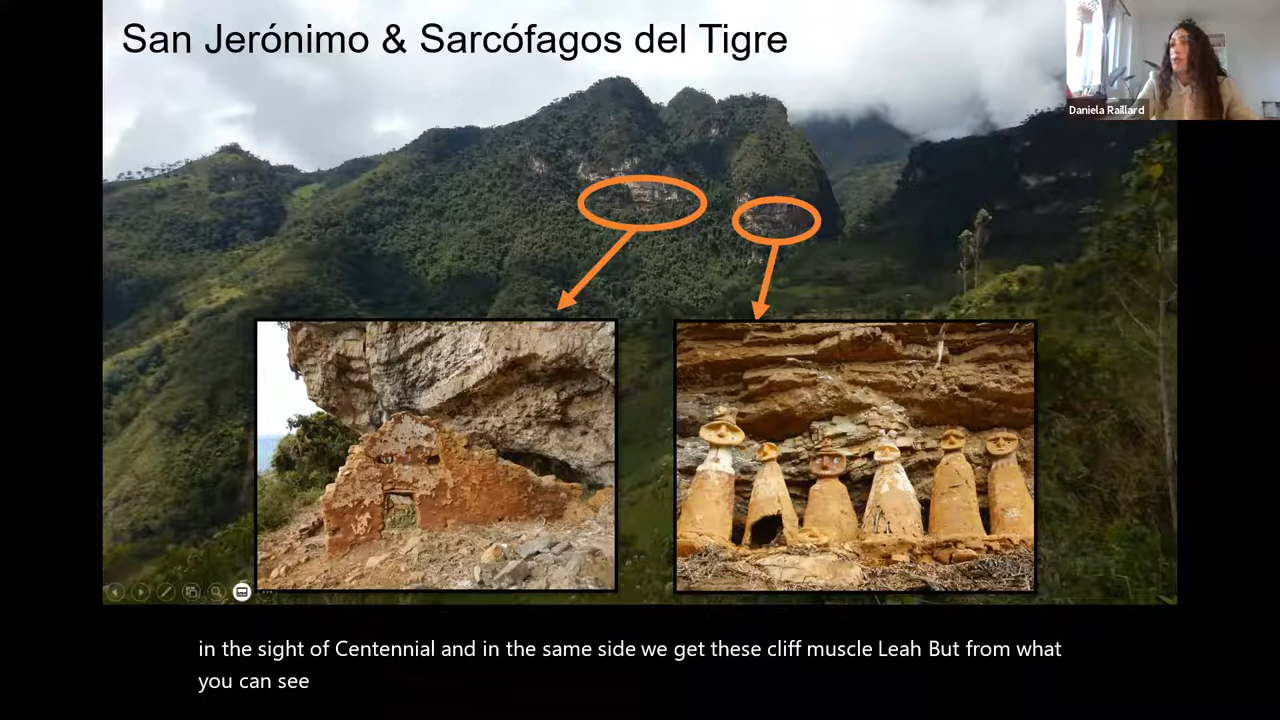 San Jerónimo & Sarcófagos del Tigre
Daniela Raillard
in the sight of Centennial and in the same side we get these cliff muscle Leah But from what
you can see